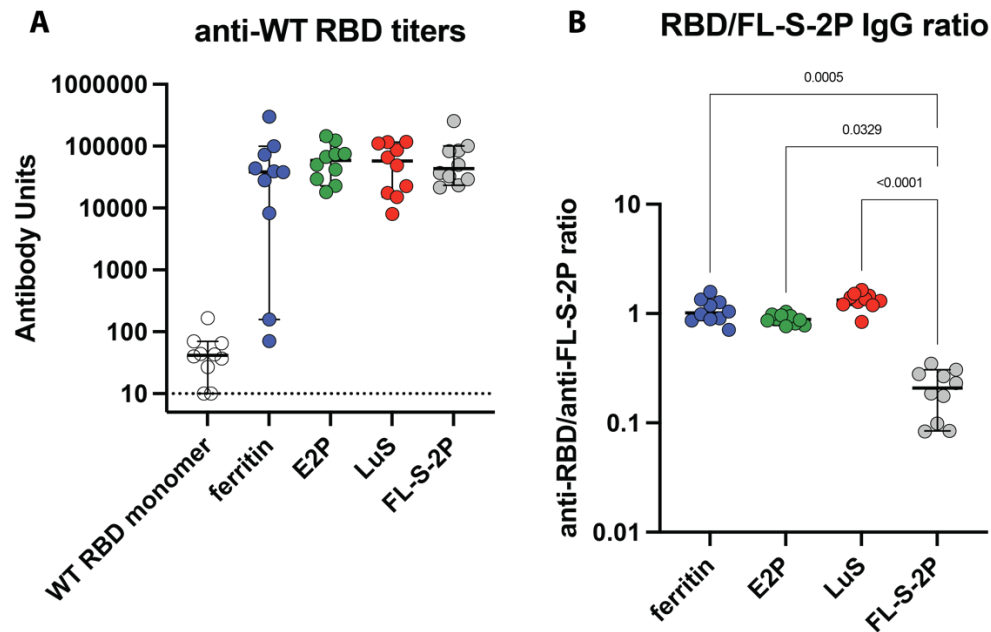 A
anti-WT RBD titers
Antibody Units
1000000
100000
10000
1000
100
10
WT RBD monomer
ferritin
E2P
LuS
FL-S-2P
B
RBD/FL-S-2P IgG ratio
0.0005
0.0329
<0.0001
anti-RBD/anti-FL-S-2P ratio
10
1
0.1
0.01
ferritin
E2P
LuS
FL-S-2P